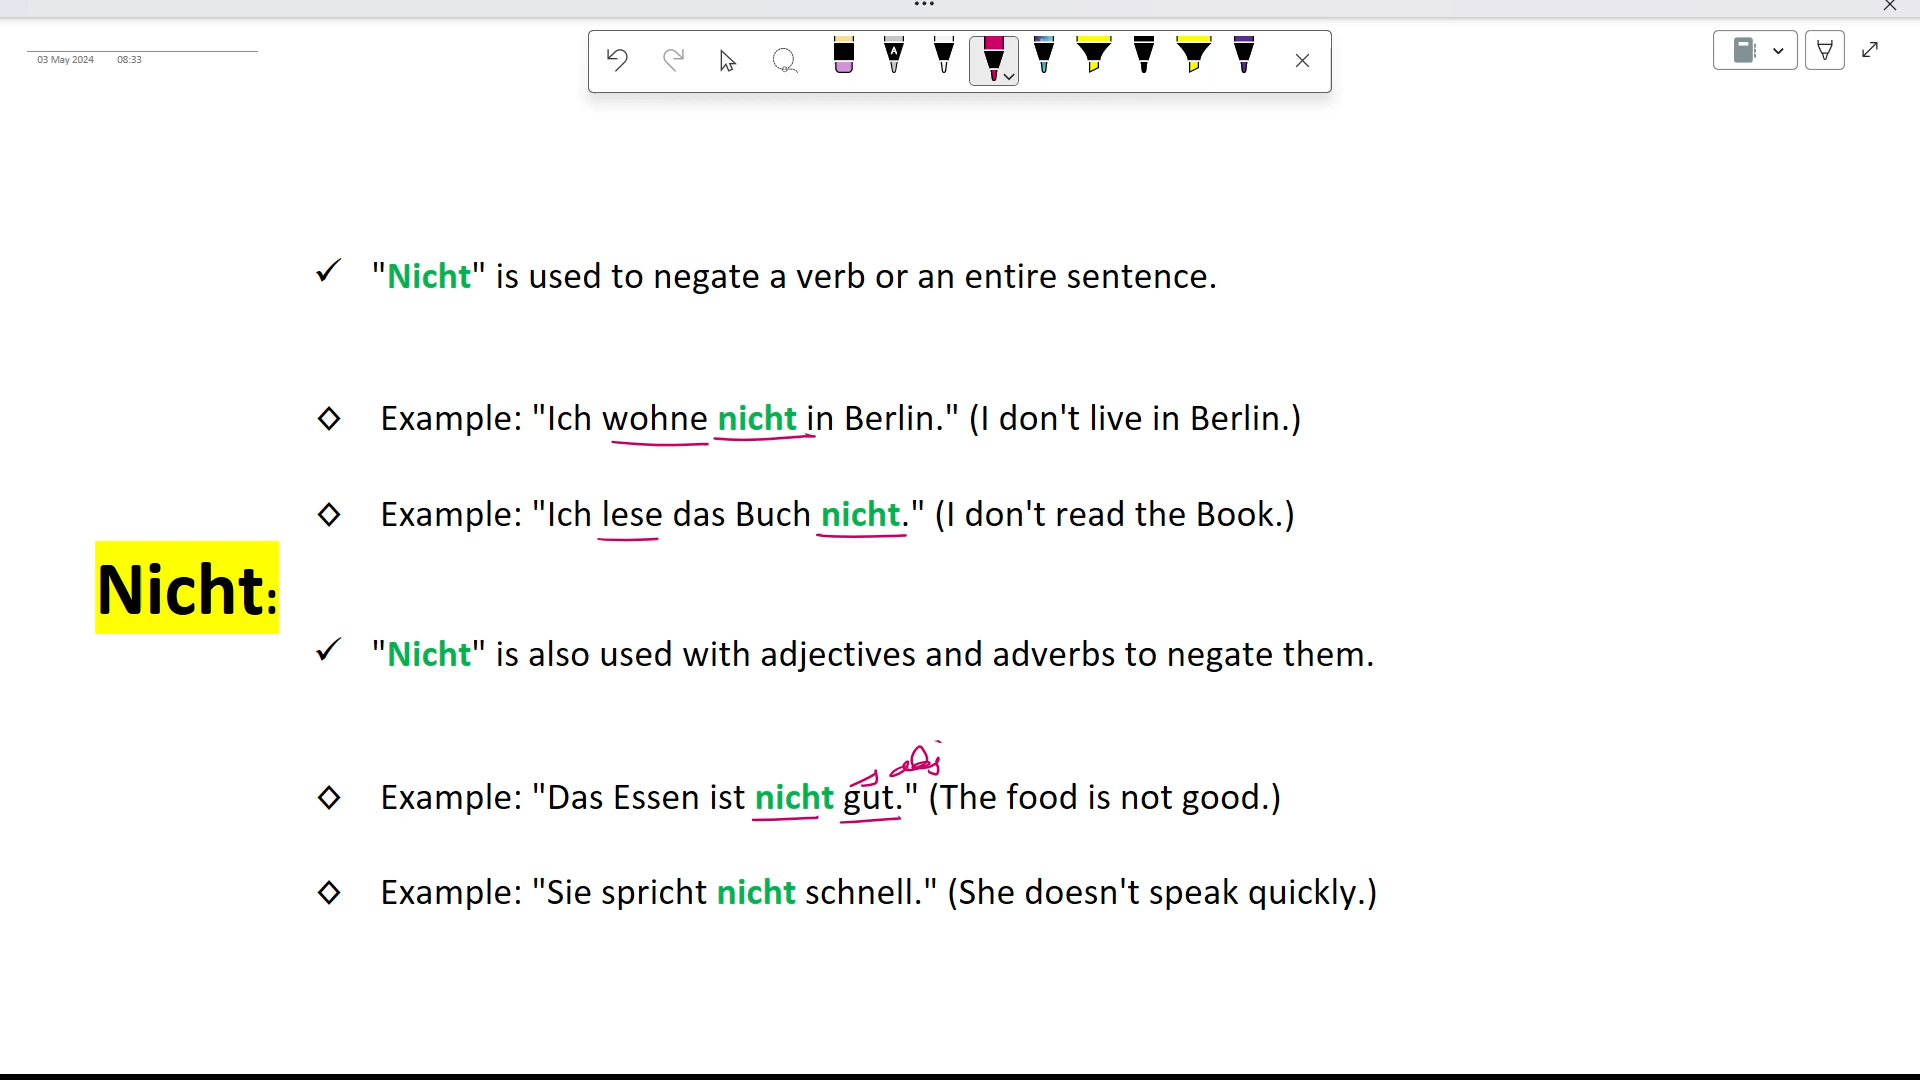 03 May 2024 08:33
"Nicht" is used to negate a verb or an entire sentence.
Example: "Ich wohne nicht in Berlin." (I don't live in Berlin.)
Example: "Ich lese das Buch nicht." (I don't read the Book.)
Nicht:
"Nicht" is also used with adjectives and adverbs to negate them.
adj
Example: "Das Essen ist nicht gut." (The food is not good.)
Example: "Sie spricht nicht schnell." (She doesn't speak quickly.)